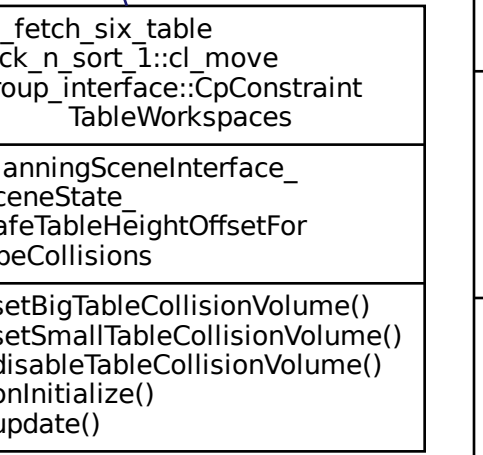 _fetch_six_table
ck_n_sort_1::cl_move
roup_interface::CpConstraint
TableWorkspaces
anningSceneInterface_
ceneState_
afeTableHeightOffsetFor
beCollisions
setBigTableCollisionVolume()
setSmallTableCollisionVolume()
disableTableCollisionVolume()
onInitialize()
update()